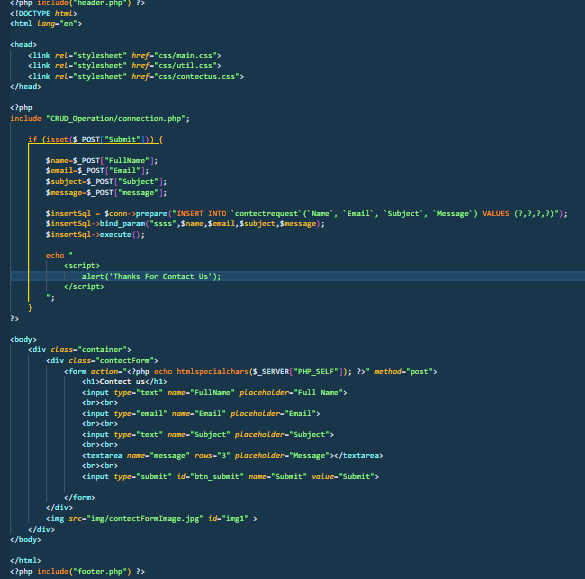 <?php include("header.php") ?>
<!DOCTYPE html>
<html lang="en">
<head>
<link rel="stylesheet" href="css/main.css">
<link rel="stylesheet" href="css/util.css">
<link rel="stylesheet" href="css/contectus.css">
</head>
<?php
include "CRUD_Operation/connection.php";
if (isset($_POST["Submit"])) {
$name=$_POST["FullName"];
$email=$_POST["Email"];
$subject=$_POST["Subject"];
$message=$_POST["message"];
$insertSql = $conn->prepare("INSERT INTO `contectrequest`(`Name`, `Email`, `Subject`, `Message`) VALUES (?,?,?,?)");
$insertSql->bind_param("ssss",$name,$email,$subject,$message);
$insertSql->execute();
echo "
<script>
alert('Thanks For Contact Us');
</script>
";
}
?>
<body>
<div class="container">
<div class="contectForm">
<form action="<?php echo htmlspecialchars($_SERVER["PHP_SELF"]); ?>" method="post">
<h1>Contect us</h1>
<input type="text" name="FullName" placeholder="Full Name">
<br><br>
<input type="email" name="Email" placeholder="Email">
<br><br>
<input type="text" name="Subject" placeholder="Subject">
<br><br>
<textarea name="message" rows="3" placeholder="Message"></textarea>
<br><br>
<input type="submit" id="btn_submit" name="Submit" value="Submit">
</form>
</div>
<img src="img/contectFormImage.jpg" id="img1" >
</div>
</body>
</html>
<?php include("footer.php") ?>